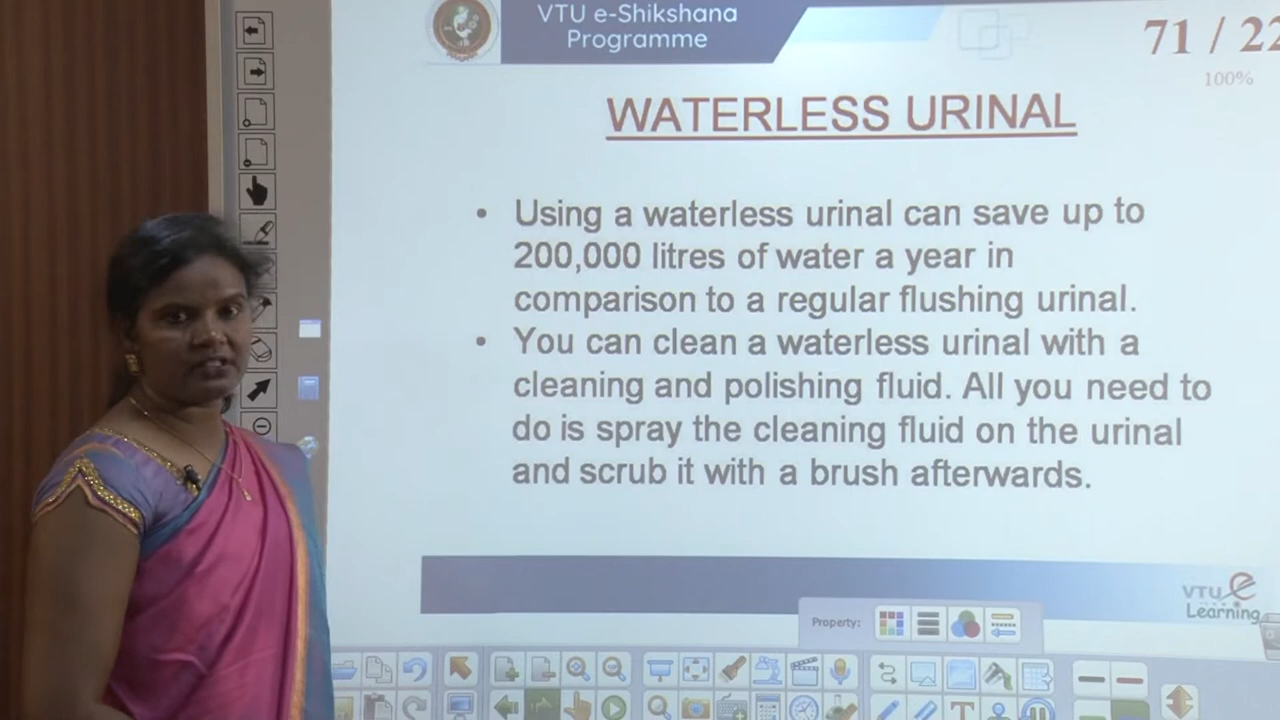 VTU e-Shikshana
Programme
71 / 22
100%
WATERLESS URINAL
• Using a waterless urinal can save up to
200,000 litres of water a year in
comparison to a regular flushing urinal.
• You can clean a waterless urinal with a
cleaning and polishing fluid. All you need to
do is spray the cleaning fluid on the urinal
and scrub it with a brush afterwards.
VTU e
Learning
Property: